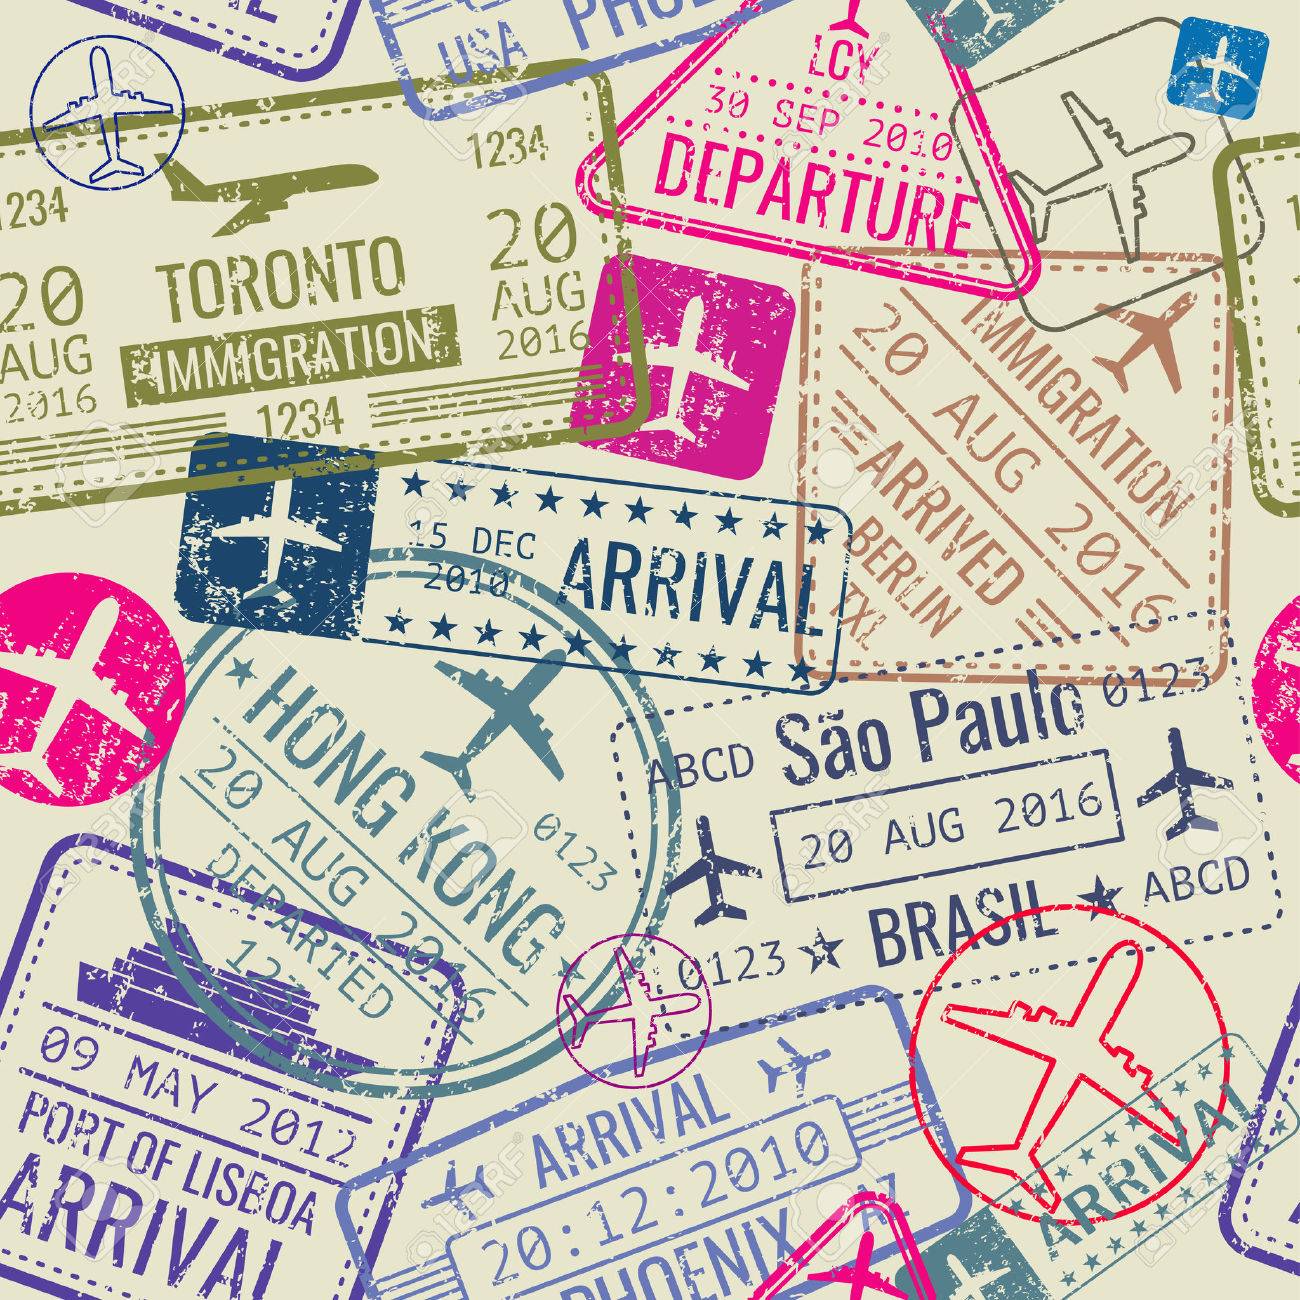 USA
LCY
30 SEP 2010
DEPARTURE
1234
1234
20
AUG
2016
TORONTO
IMMIGRATION
1234
20
AUG
2016
IMMIGRATION
20 AUG 2016
ARRIVED
BERLIN
TXL
15 DEC
2010
ARRIVAL
HONG KONG
0123
20 AUG 2016
DEPARTED
123
São Paulo
0123
ABCD
20 AUG 2016
ABCD
BRASIL
0123
09 MAY 2012
PORT OF LISBOA
ARRIVAL
ARRIVAL
20:12:2010
PHOENIX AZ
ARRIVAL